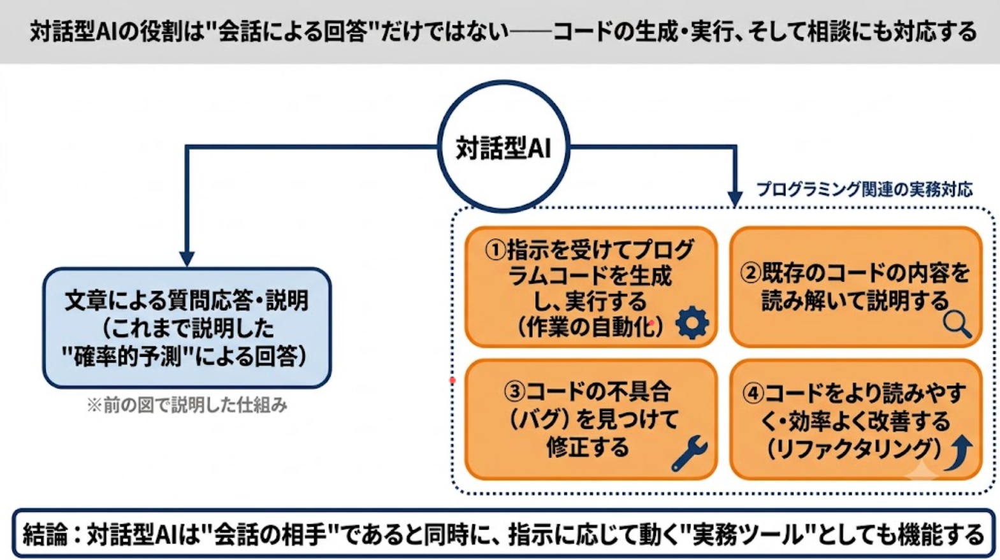 対話型AIの役割は"会話による回答"だけではない──コードの生成・実行、そして相談にも対応する
対話型AI
プログラミング関連の実務対応
文章による質問応答・説明
（これまで説明した
"確率的予測"による回答）
※前の図で説明した仕組み
①指示を受けてプログ
ラムコードを生成
し、実行する
（作業の自動化）
②既存のコードの内容を
読み解いて説明する
③コードの不具合
（バグ）を見つけて
修正する
④コードをより読みやす
く・効率よく改善する
（リファクタリング）
結論：対話型AIは"会話の相手"であると同時に、指示に応じて動く"実務ツール"としても機能する